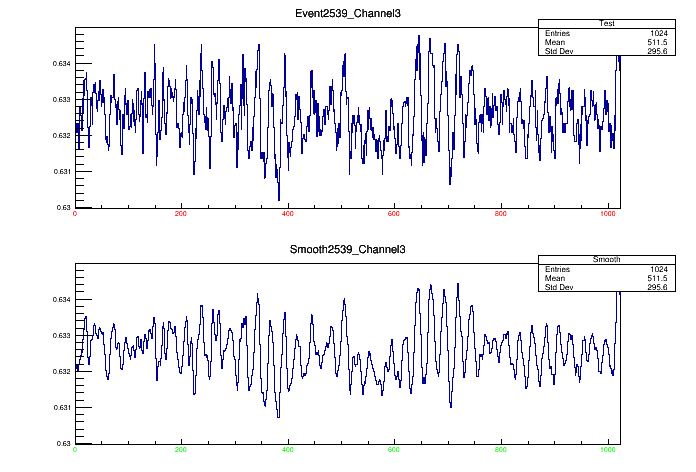 Event2539_Channel3
Test
Entries 1024
Mean 511.5
Std Dev 295.6
0.634
0.633
0.632
0.631
0.63
0 200 400 600 800 1000
Smooth2539_Channel3
Smooth
Entries 1024
Mean 511.5
Std Dev 295.6
0.634
0.633
0.632
0.631
0.63
0 200 400 600 800 1000